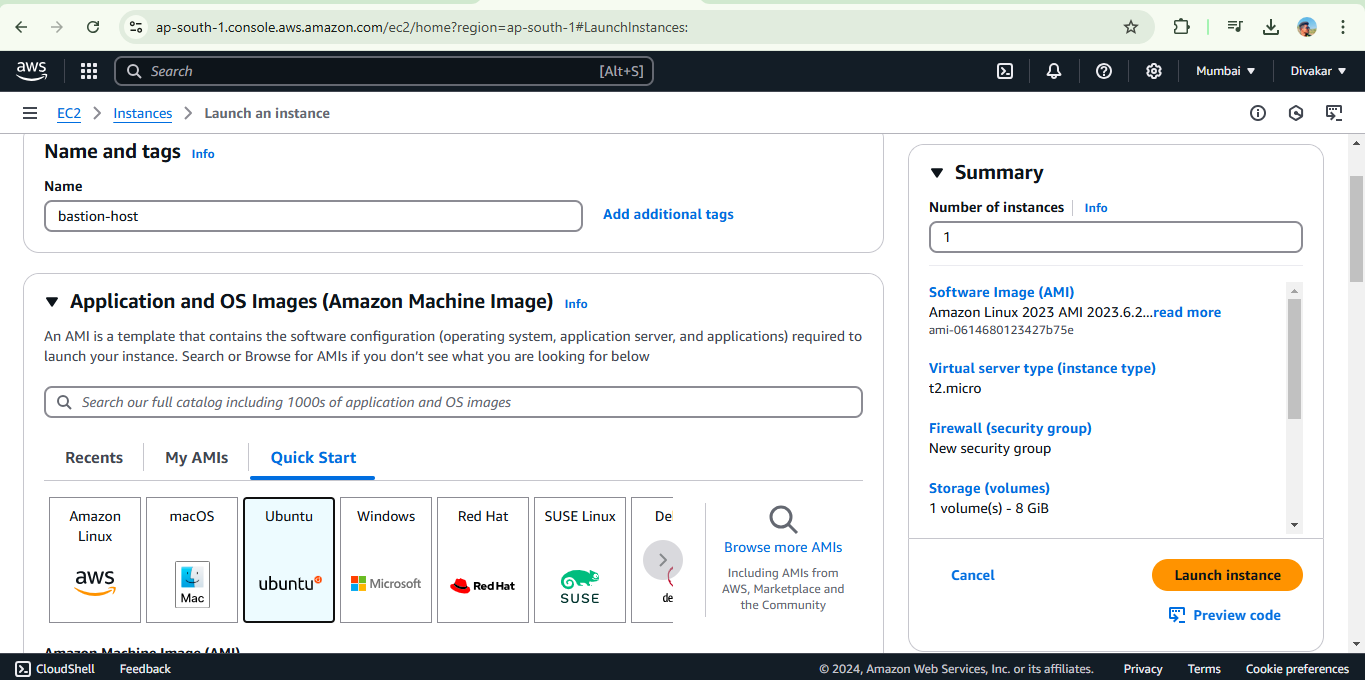 ap-south-1.console.aws.amazon.com/ec2/home?region=ap-south-1#LaunchInstances:
aws
Search
[Alt+S]
Mumbai
Divakar
EC2
Instances
Launch an instance
Name and tags
Info
Name
bastion-host
Add additional tags
Application and OS Images (Amazon Machine Image)
Info
An AMI is a template that contains the software configuration (operating system, application server, and applications) required to
launch your instance. Search or Browse for AMIs if you don't see what you are looking for below
Search our full catalog including 1000s of application and OS images
Recents
My AMIs
Quick Start
Amazon
Linux
aws
macOS
Mac
Ubuntu
ubuntu
Windows
Microsoft
Red Hat
Red Hat
SUSE Linux
SUSE
De
de
Browse more AMIs
Including AMIs from
AWS, Marketplace and
the Community
Amazon Machine Image (AMI)
Summary
Number of instances
Info
1
Software Image (AMI)
Amazon Linux 2023 AMI 2023.6.2...read more
ami-0614680123427b75e
Virtual server type (instance type)
t2.micro
Firewall (security group)
New security group
Storage (volumes)
1 volume(s) - 8 GiB
Cancel
Launch instance
Preview code
CloudShell
Feedback
© 2024, Amazon Web Services, Inc. or its affiliates.
Privacy
Terms
Cookie preferences